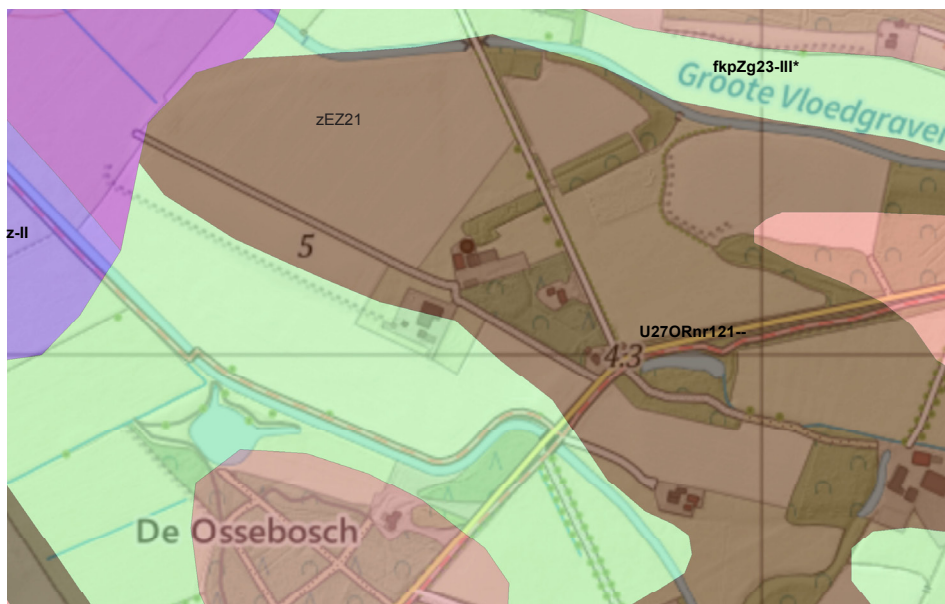 fkpZg23-III*
Groote Vloedgraven
zEZ21
z-II
5
U27ORnr121--
4.3
De Ossebosch